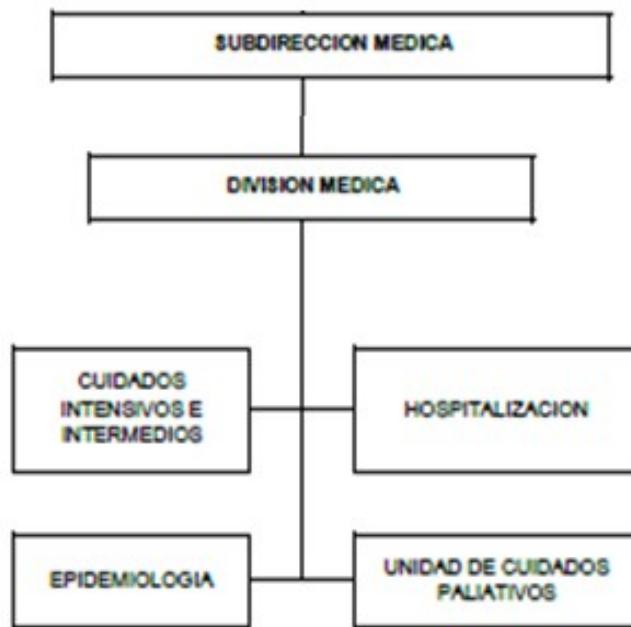 SUBDIRECCION MEDICA
DIVISION MEDICA
CUIDADOS
INTENSIVOS E
INTERMEDIOS
HOSPITALIZACION
EPIDEMIOLOGIA
UNIDAD DE CUIDADOS
PALIATIVOS